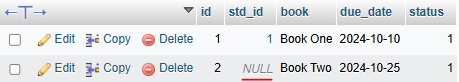 ←T→ id std_id book due_date status
Edit Copy Delete 1 1 Book One 2024-10-10 1
Edit Copy Delete 2 NULL Book Two 2024-10-25 1